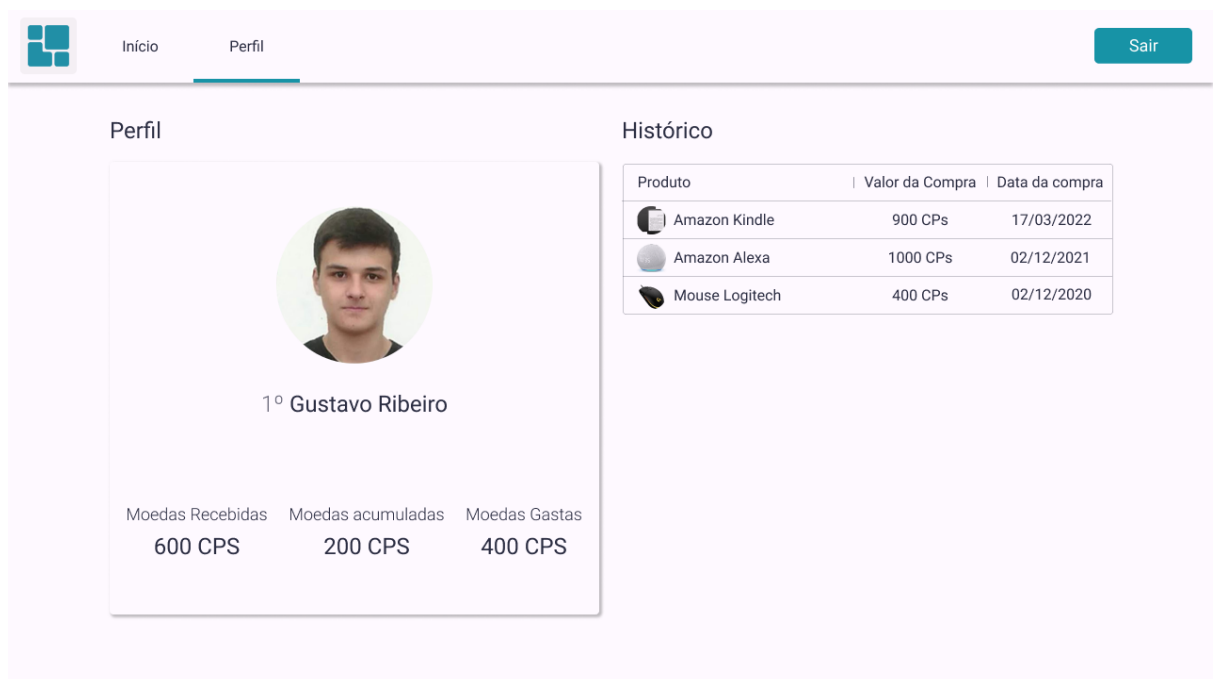 Início Perfil Sair
Perfil
1º Gustavo Ribeiro
Moedas Recebidas Moedas acumuladas Moedas Gastas
600 CPS 200 CPS 400 CPS
Histórico
Produto | Valor da Compra | Data da compra
Amazon Kindle 900 CPs 17/03/2022
Amazon Alexa 1000 CPs 02/12/2021
Mouse Logitech 400 CPs 02/12/2020